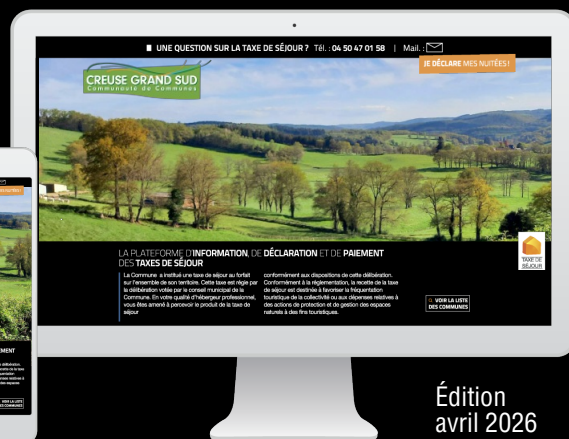 UNE QUESTION SUR LA TAXE DE SÉJOUR ? Tél. : 04 50 47 01 58 | Mail. :
JE DÉCLARE MES NUITÉES !
CREUSE GRAND SUD
Communauté de Communes
LA PLATEFORME D'INFORMATION, DE DÉCLARATION ET DE PAIEMENT
DES TAXES DE SÉJOUR
La Commune a institué une taxe de séjour au forfait
sur l'ensemble de son territoire. Cette taxe est régie par
la délibération votée par le conseil municipal de la
Commune. En votre qualité d'hébergeur professionnel,
vous êtes amené à percevoir le produit de la taxe de
séjour
conformément aux dispositions de cette délibération.
Conformément à la réglementation, la recette de la taxe
de séjour est destinée à favoriser la fréquentation
touristique de la collectivité ou aux dépenses relatives à
des actions de protection et de gestion des espaces
naturels à des fins touristiques.
TAXE DE
SÉJOUR
VOIR LA LISTE
DES COMMUNES
VOIR LA LISTE
DES COMMUNES
Édition
avril 2026